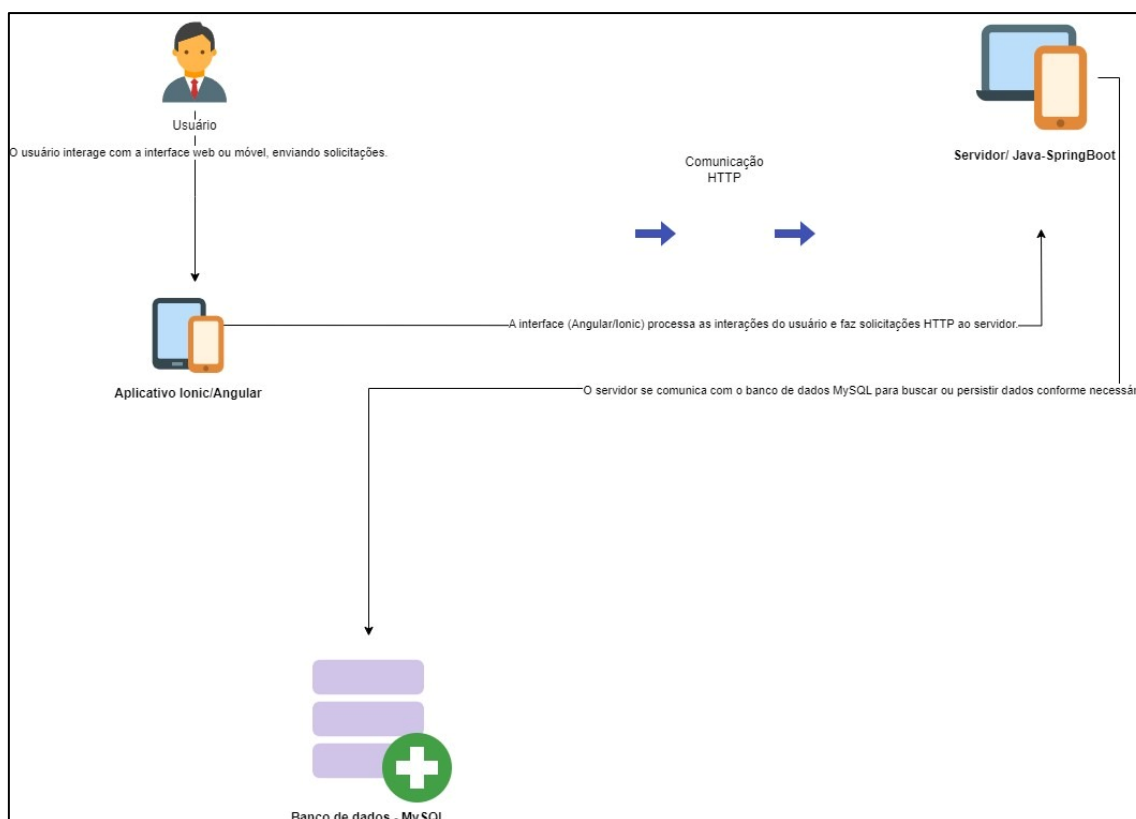 Usuário
O usuário interage com a interface web ou móvel, enviando solicitações.
Comunicação
HTTP
Servidor/ Java-SpringBoot
A interface (Angular/Ionic) processa as interações do usuário e faz solicitações HTTP ao servidor.
Aplicativo Ionic/Angular
O servidor se comunica com o banco de dados MySQL para buscar ou persistir dados conforme necessár
Banco de dados - MySQL